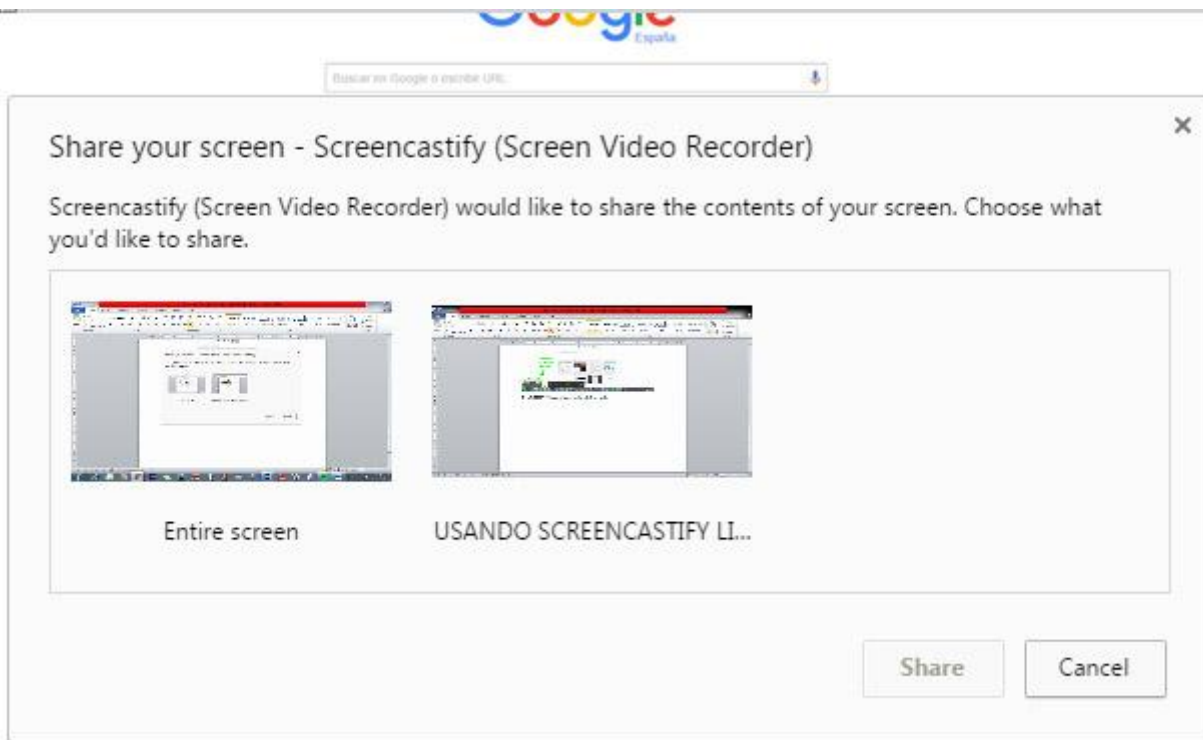 Google
España
Buscar en Google o escribir URL
Share your screen - Screencastify (Screen Video Recorder)
Screencastify (Screen Video Recorder) would like to share the contents of your screen. Choose what
you'd like to share.
Entire screen
USANDO SCREENCASTIFY LI...
Share
Cancel